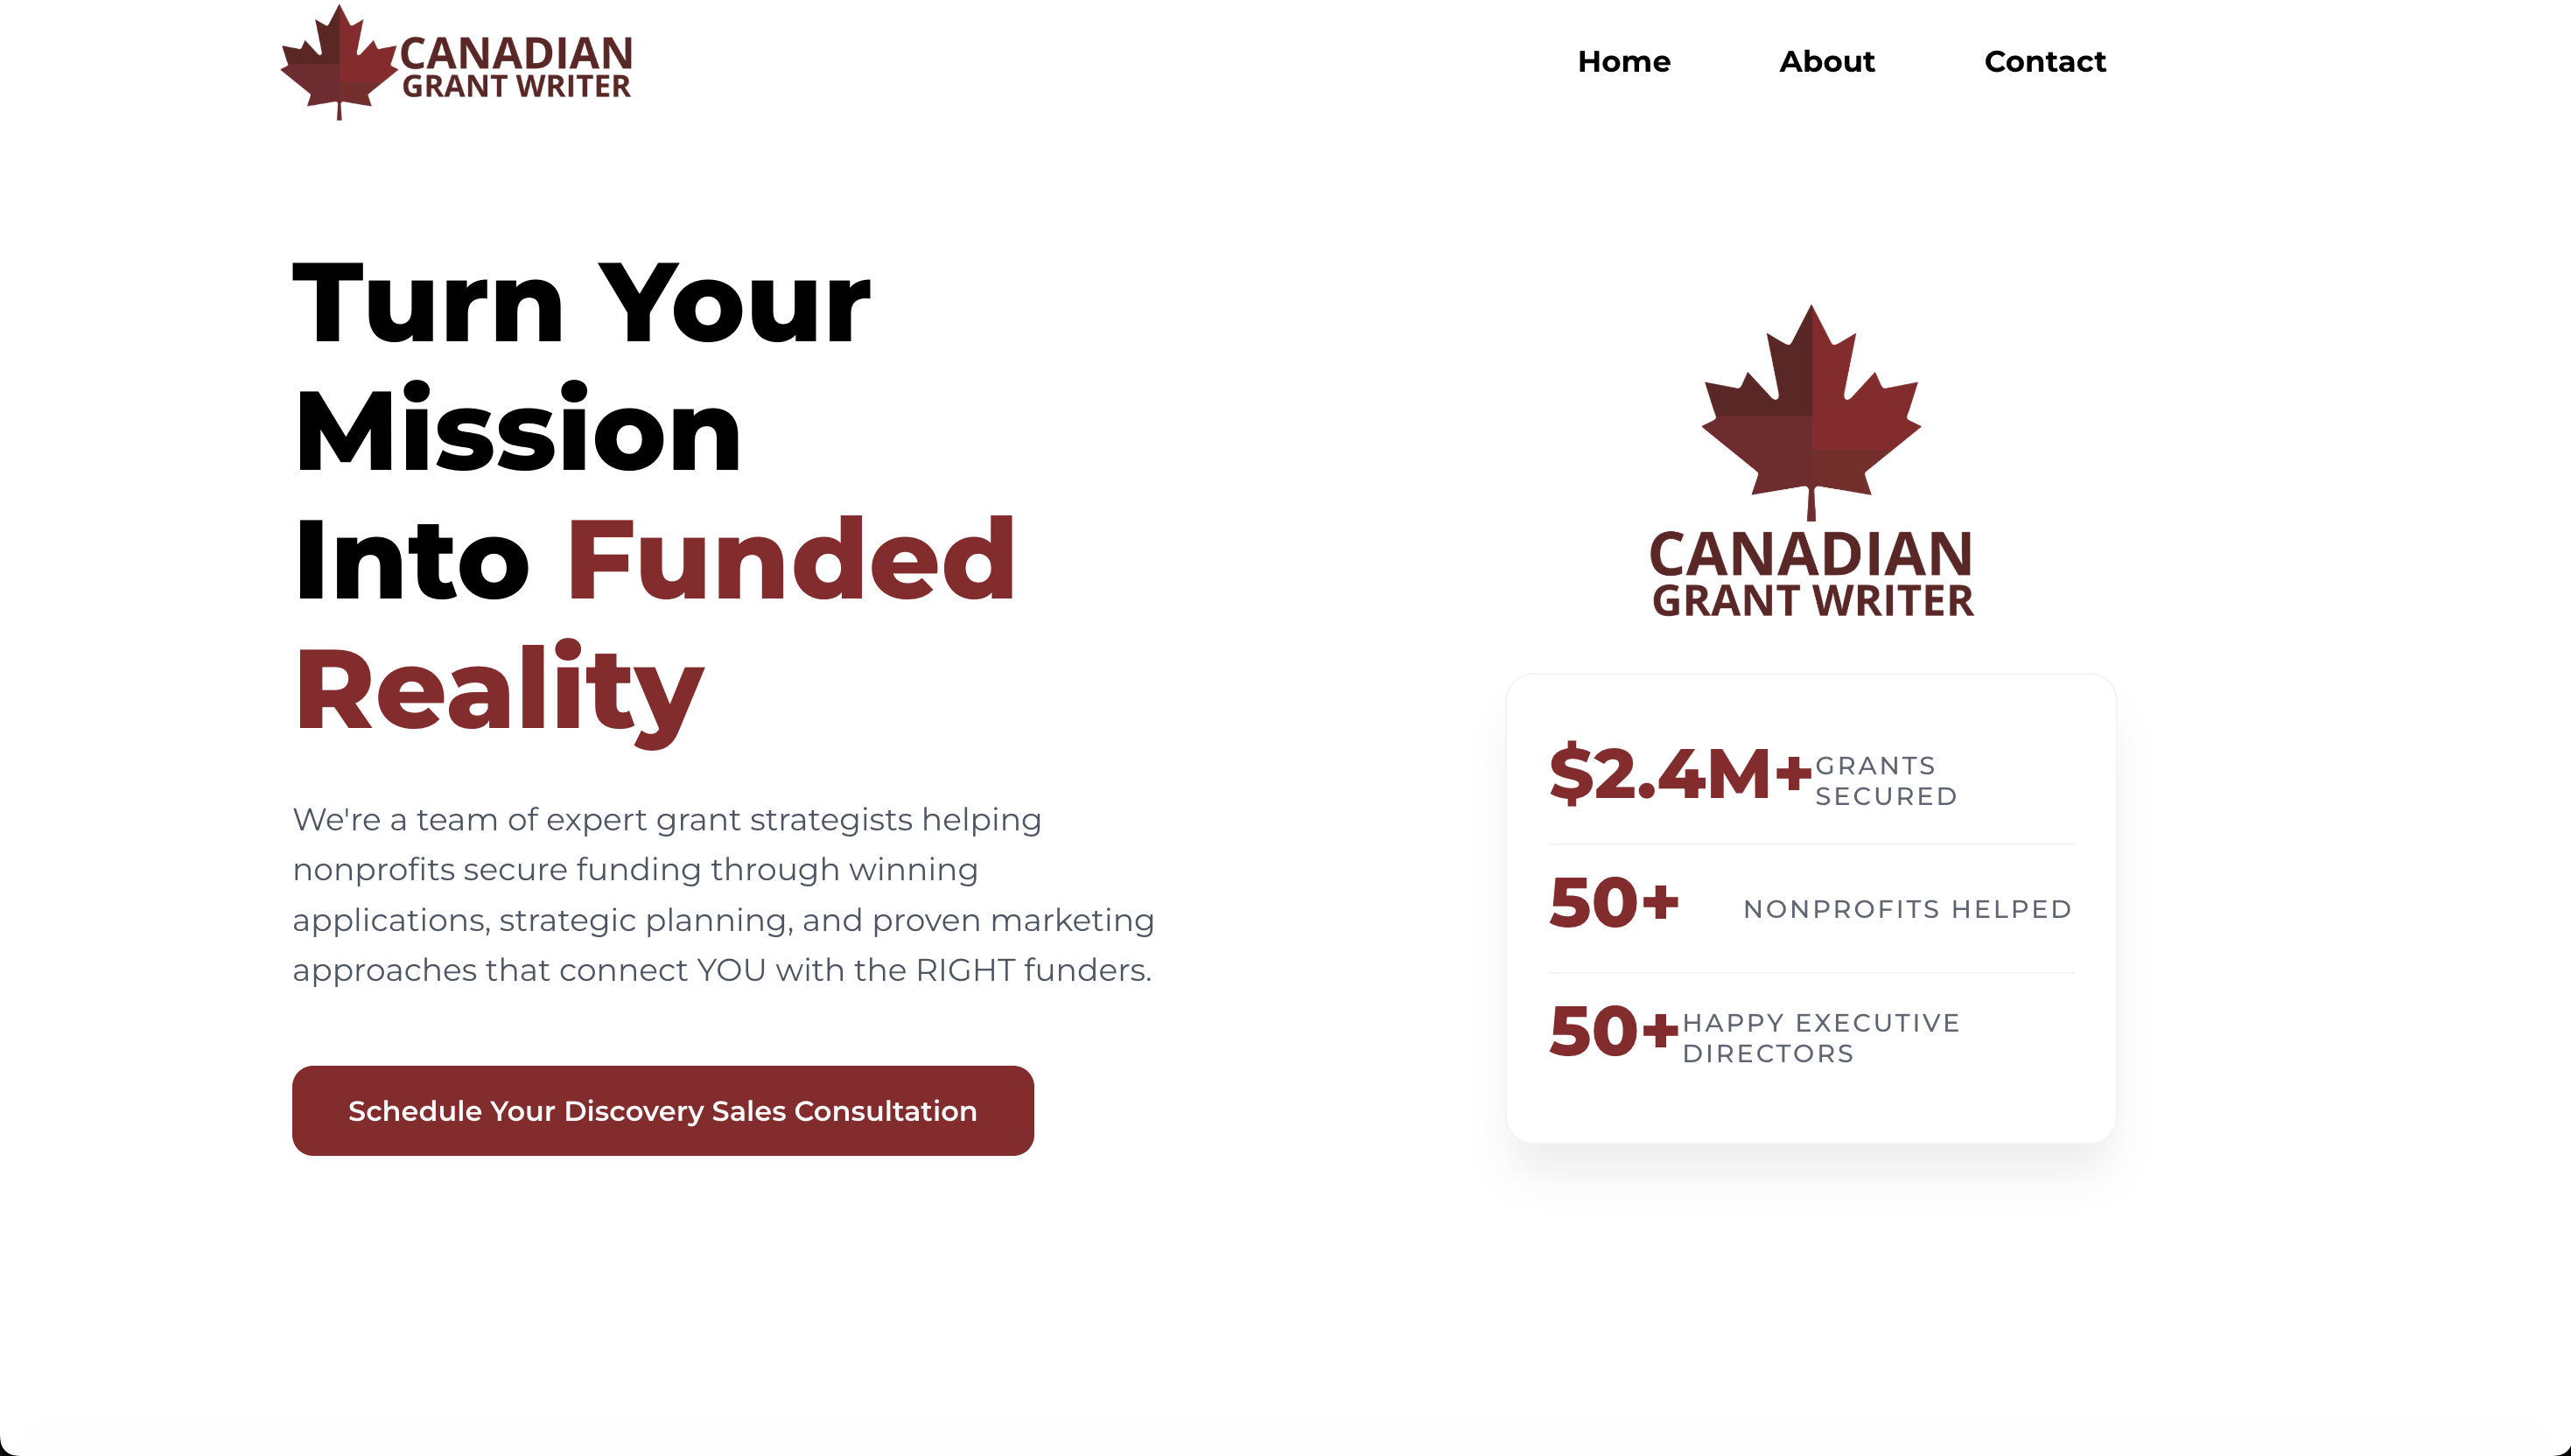 CANADIAN
GRANT WRITER
Home About Contact
Turn Your
Mission
Into Funded
Reality
We're a team of expert grant strategists helping
nonprofits secure funding through winning
applications, strategic planning, and proven marketing
approaches that connect YOU with the RIGHT funders.
Schedule Your Discovery Sales Consultation
CANADIAN
GRANT WRITER
$2.4M+ GRANTS
SECURED
50+ NONPROFITS HELPED
50+ HAPPY EXECUTIVE
DIRECTORS